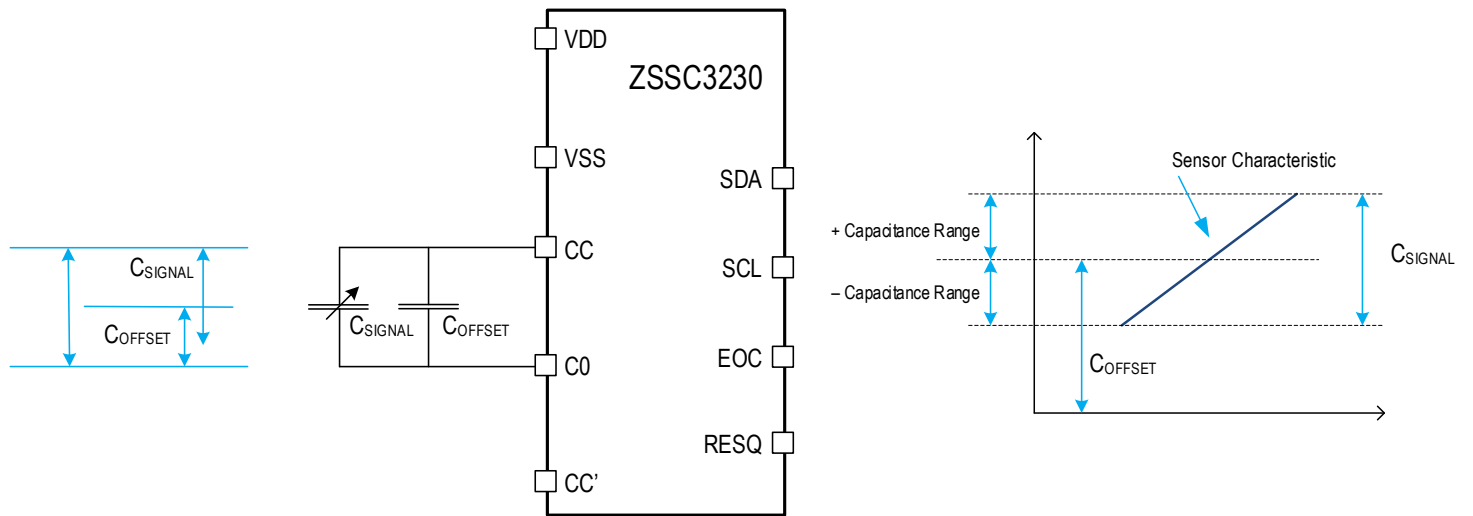 CSIGNAL
COFFSET
CSIGNAL
COFFSET
VDD
ZSSC3230
VSS
CC
C0
CC’
SDA
SCL
EOC
RESQ
Sensor Characteristic
+ Capacitance Range
– Capacitance Range
CSIGNAL
COFFSET